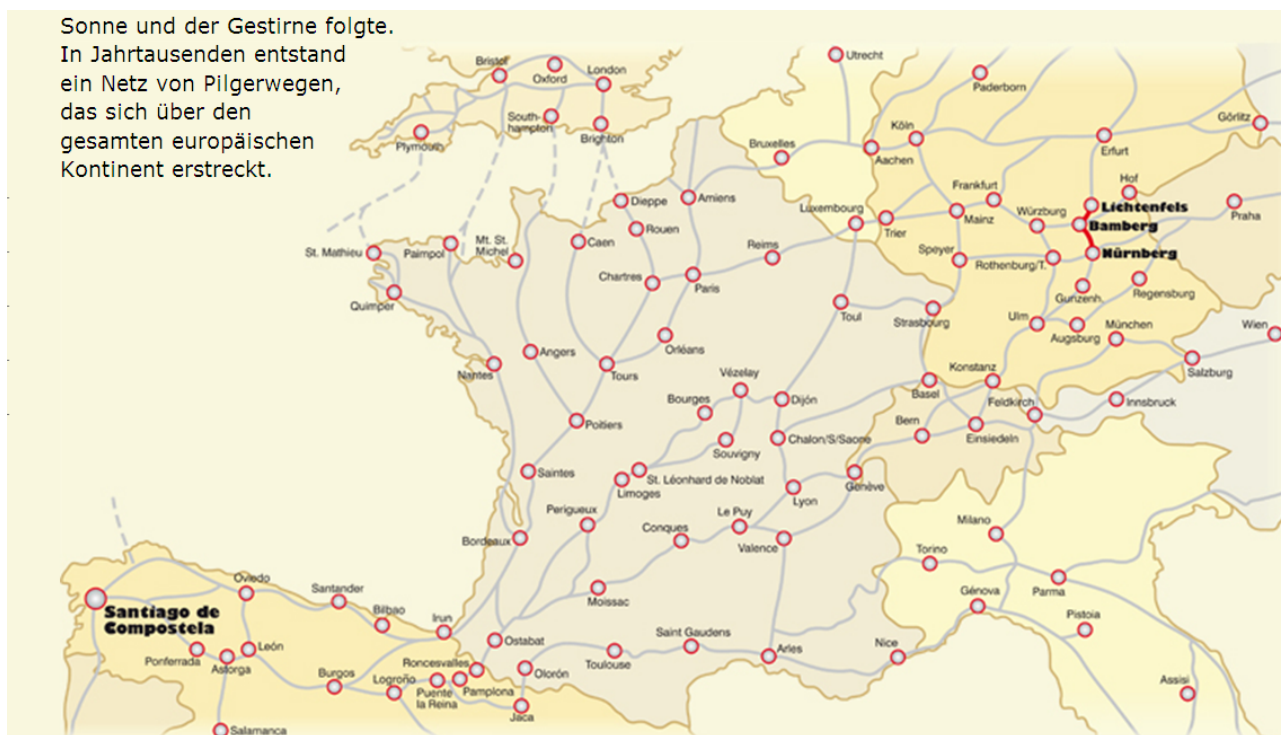 Sonne und der Gestirne folgte.
In Jahrtausenden entstand
ein Netz von Pilgerwegen,
das sich über den
gesamten europäischen
Kontinent erstreckt.
Bristol
Oxford
London
South-
hampton
Brighton
Plymouth
Utrecht
Paderborn
Görlitz
Köln
Bruxelles
Aachen
Erfurt
Hof
Frankfurt
Lichtenfels
Luxembourg
Trier
Mainz
Würzburg
Bamberg
Praha
Dieppe
Amiens
Rouen
Caen
Reims
Speyer
Rothenburg/T.
Nürnberg
St. Mathieu
Paimpol
Mt. St.
Michel
Chartres
Paris
Quimper
Toul
Strasbourg
Gunzenh.
Regensburg
Ulm
Augsburg
München
Wien
Angers
Orléans
Nantes
Tours
Vézelay
Konstanz
Salzburg
Bourges
Dijón
Basel
Feldkirch
Innsbruck
Poitiers
Bern
Einsiedeln
Souvigny
Chalon/S/Saone
Saintes
St. Léonhard de Noblat
Limoges
Lyon
Genève
Perigueux
Conques
Le Puy
Milano
Bordeaux
Valence
Torino
Oviedo
Santander
Génova
Parma
Santiago de
Compostela
Bilbao
Irun
Moissac
Pistoia
Ostabat
Saint Gaudens
Arles
Nice
Ponferrada
Astorga
León
Burgos
Logroño
Roncesvalles
Puente
la Reina
Pamplona
Olorón
Toulouse
Jaca
Assisi
Salamanca